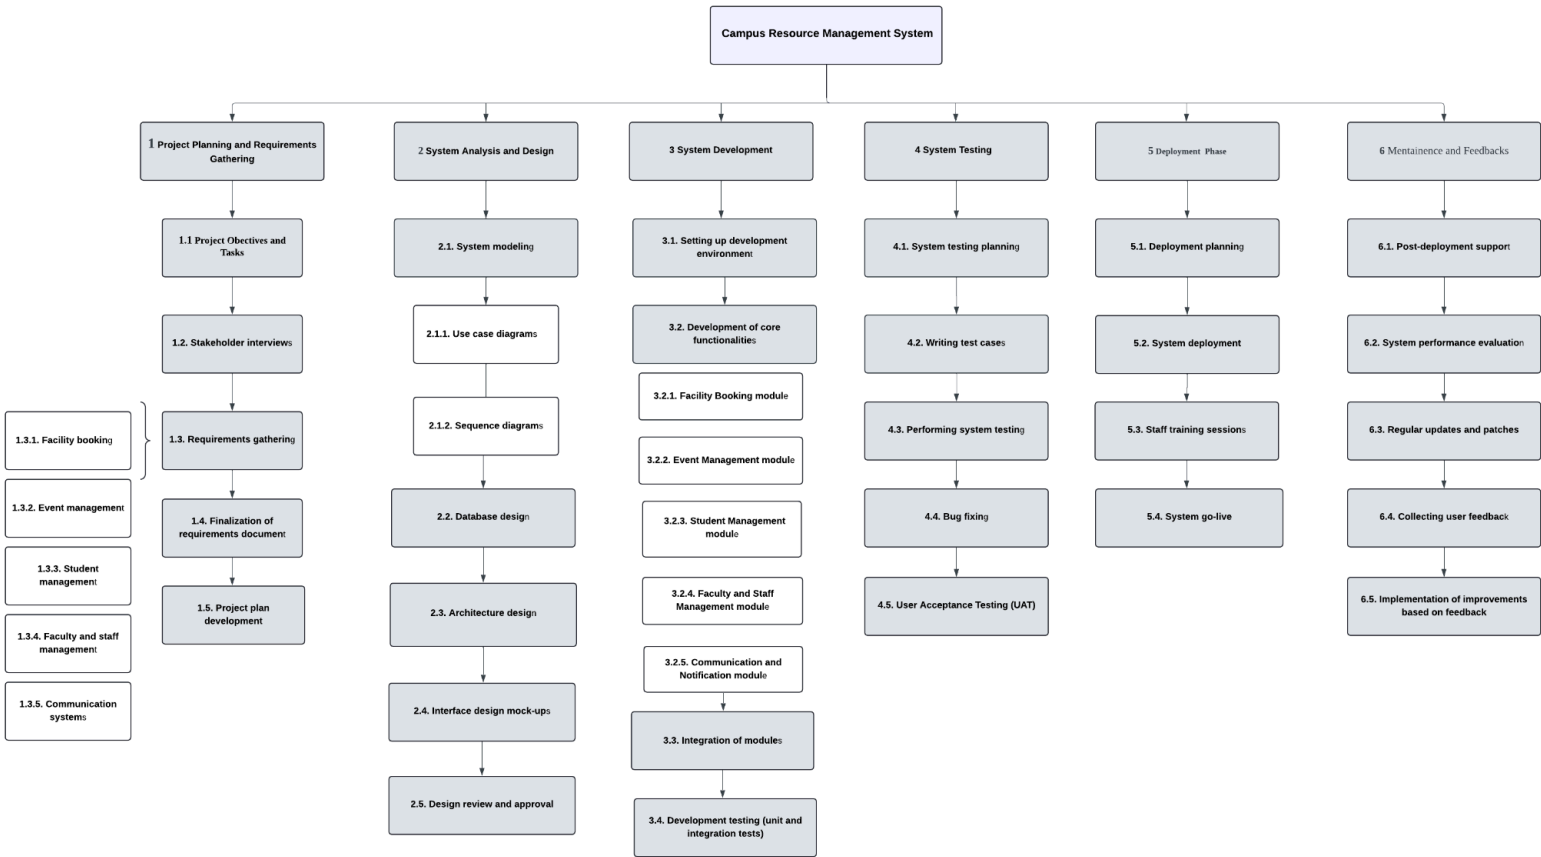 Campus Resource Management System
1 Project Planning and Requirements
Gathering
1.1 Project Obectives and
Tasks
1.2. Stakeholder interviews
1.3. Requirements gathering
1.3.1. Facility booking
1.3.2. Event management
1.3.3. Student
management
1.3.4. Faculty and staff
management
1.3.5. Communication
systems
1.4. Finalization of
requirements document
1.5. Project plan
development
2 System Analysis and Design
2.1. System modeling
2.1.1. Use case diagrams
2.1.2. Sequence diagrams
2.2. Database design
2.3. Architecture design
2.4. Interface design mock-ups
2.5. Design review and approval
3 System Development
3.1. Setting up development
environment
3.2. Development of core
functionalities
3.2.1. Facility Booking module
3.2.2. Event Management module
3.2.3. Student Management
module
3.2.4. Faculty and Staff
Management module
3.2.5. Communication and
Notification module
3.3. Integration of modules
3.4. Development testing (unit and
integration tests)
4 System Testing
4.1. System testing planning
4.2. Writing test cases
4.3. Performing system testing
4.4. Bug fixing
4.5. User Acceptance Testing (UAT)
5 Deployment Phase
5.1. Deployment planning
5.2. System deployment
5.3. Staff training sessions
5.4. System go-live
6 Mentainence and Feedbacks
6.1. Post-deployment support
6.2. System performance evaluation
6.3. Regular updates and patches
6.4. Collecting user feedback
6.5. Implementation of improvements
based on feedback